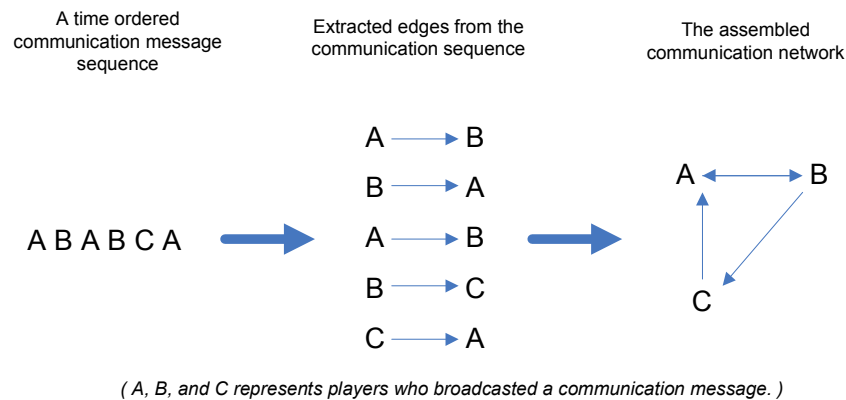 A time ordered
communication message
sequence
Extracted edges from the
communication sequence
The assembled
communication network
A B A B C A
A B
B A
A B
B C
C A
A B
C
( A, B, and C represents players who broadcasted a communication message. )